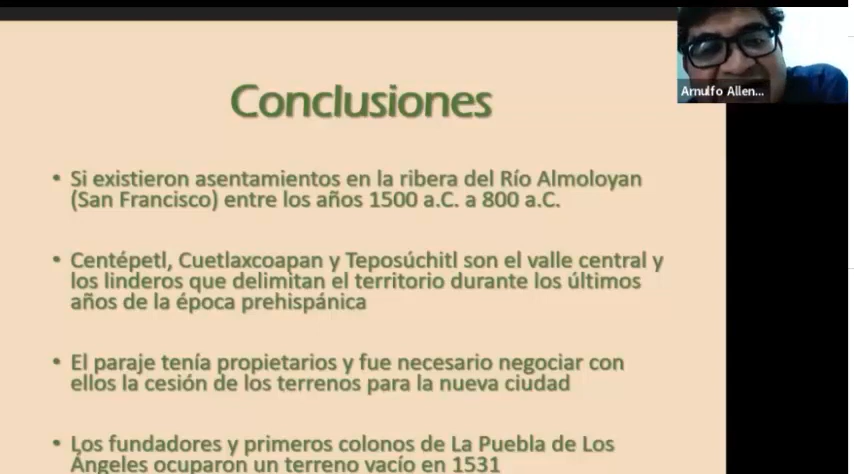 Conclusiones
Arnulfo Allen...
• Si existieron asentamientos en la ribera del Río Almoloyan
(San Francisco) entre los años 1500 a.C. a 800 a.C.
• Centépetl, Cuetlaxcoapan y Teposúchitl son el valle central y
los linderos que delimitan el territorio durante los últimos
años de la época prehispánica
• El paraje tenía propietarios y fue necesario negociar con
ellos la cesión de los terrenos para la nueva ciudad
• Los fundadores y primeros colonos de La Puebla de Los
Ángeles ocuparon un terreno vacío en 1531